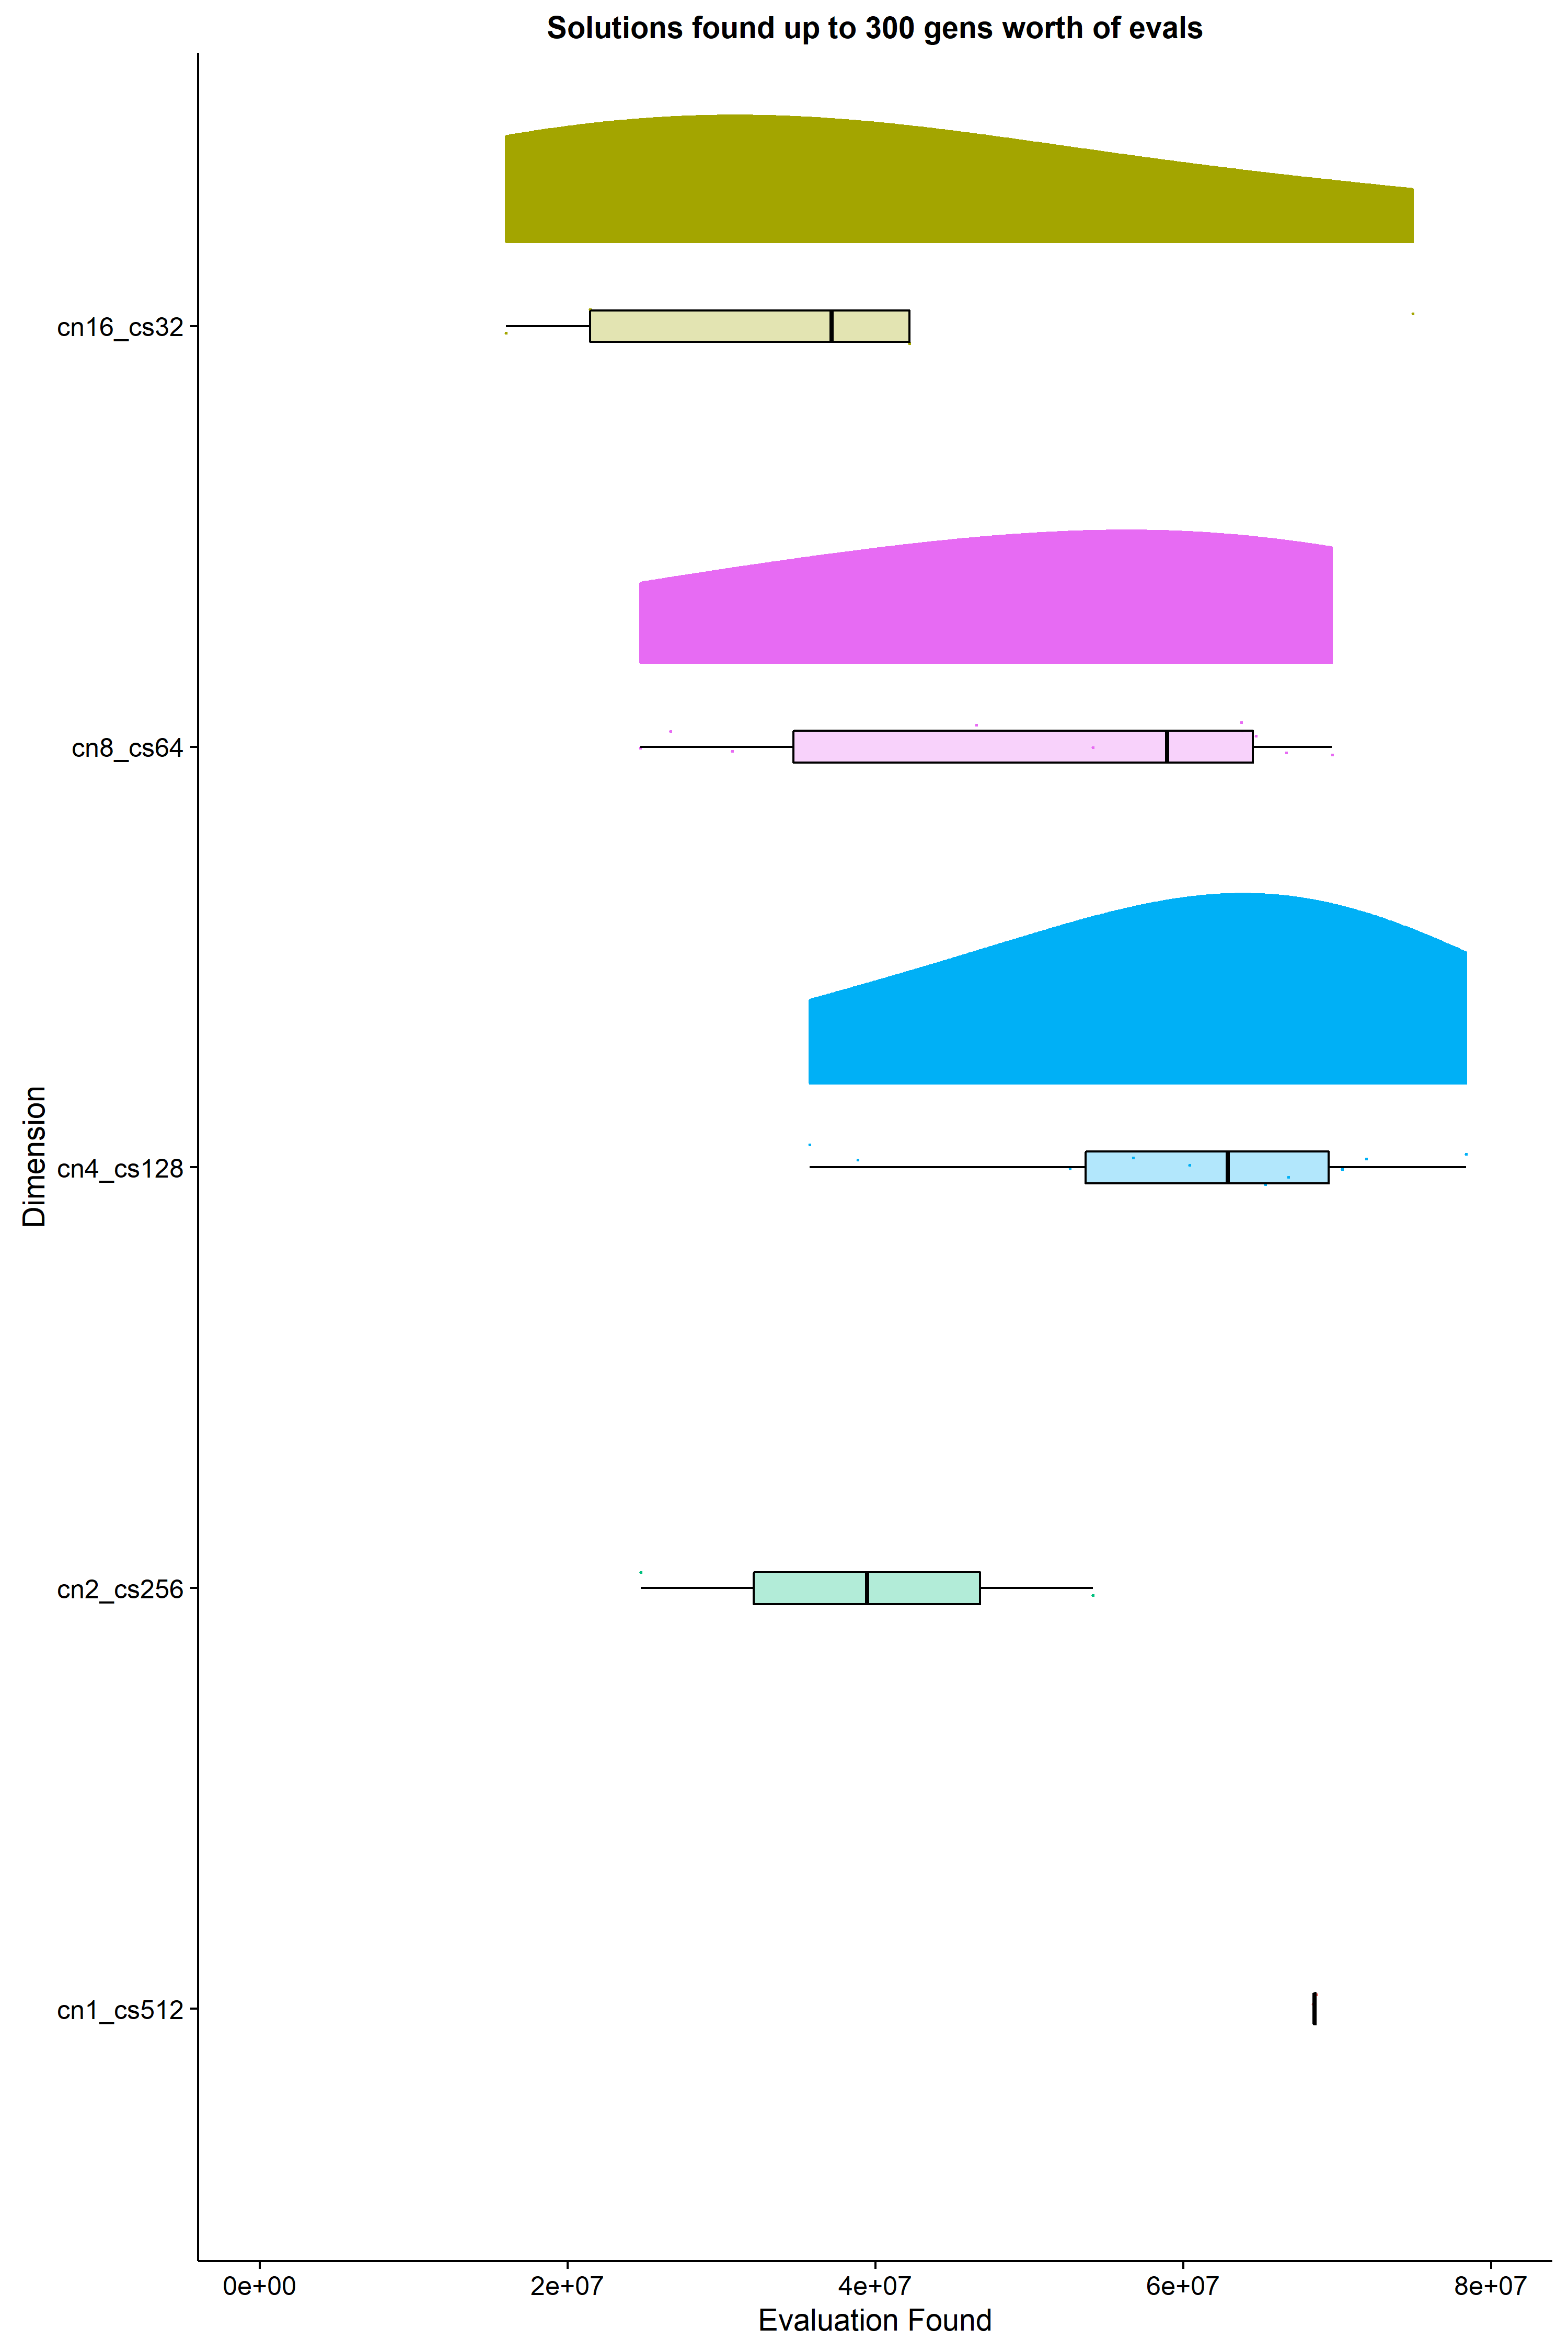 Solutions found up to 300 gens worth of evals
cn16_cs32
cn8_cs64
cn4_cs128
cn2_cs256
cn1_cs512
Dimension
0e+00 2e+07 4e+07 6e+07 8e+07
Evaluation Found